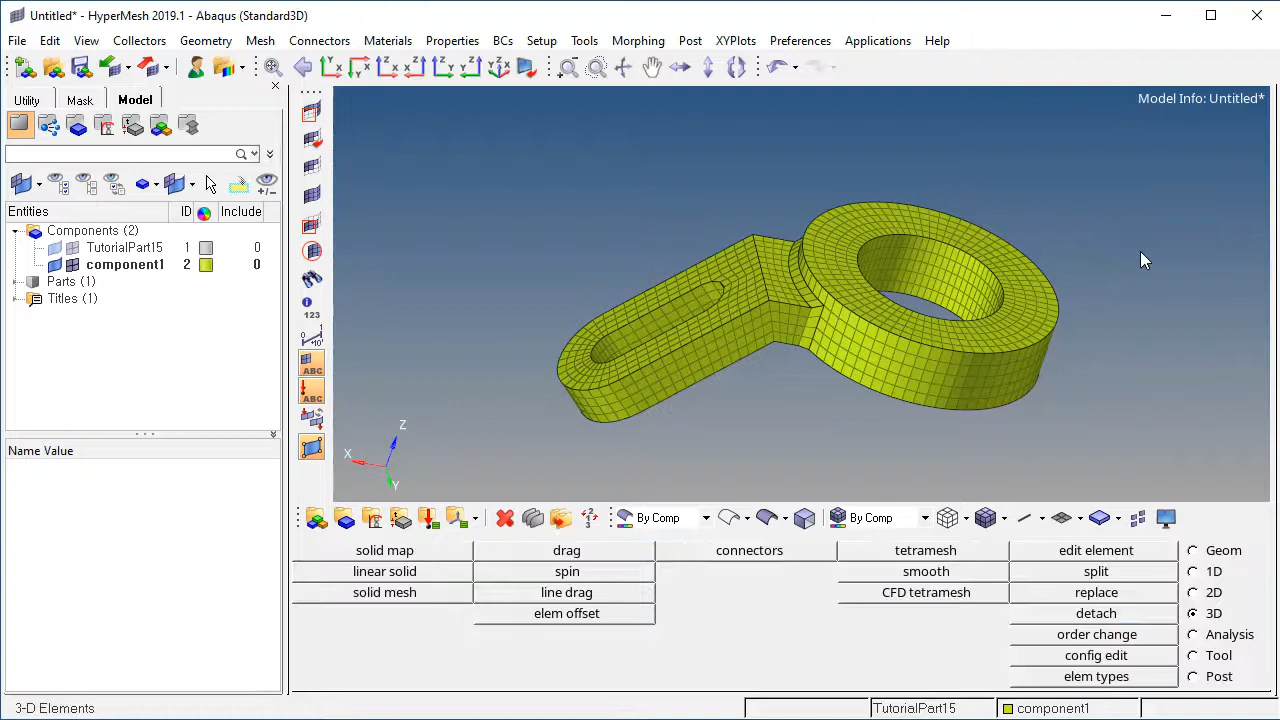 Untitled* - HyperMesh 2019.1 - Abaqus (Standard3D)
File Edit View Collectors Geometry Mesh Connectors Materials Properties BCs Setup Tools Morphing Post XYPlots Preferences Applications Help
Utility Mask Model
Model Info: Untitled*
Entities ID Include
Components (2)
TutorialPart15 1 0
component1 2 0
Parts (1)
Titles (1)
123
ABC
ABC
Name Value
Z
X
Y
By Comp By Comp
solid map drag connectors tetramesh edit element Geom
linear solid spin smooth split 1D
solid mesh line drag CFD tetramesh replace 2D
elem offset detach 3D
order change Analysis
config edit Tool
elem types Post
3-D Elements TutorialPart15 component1